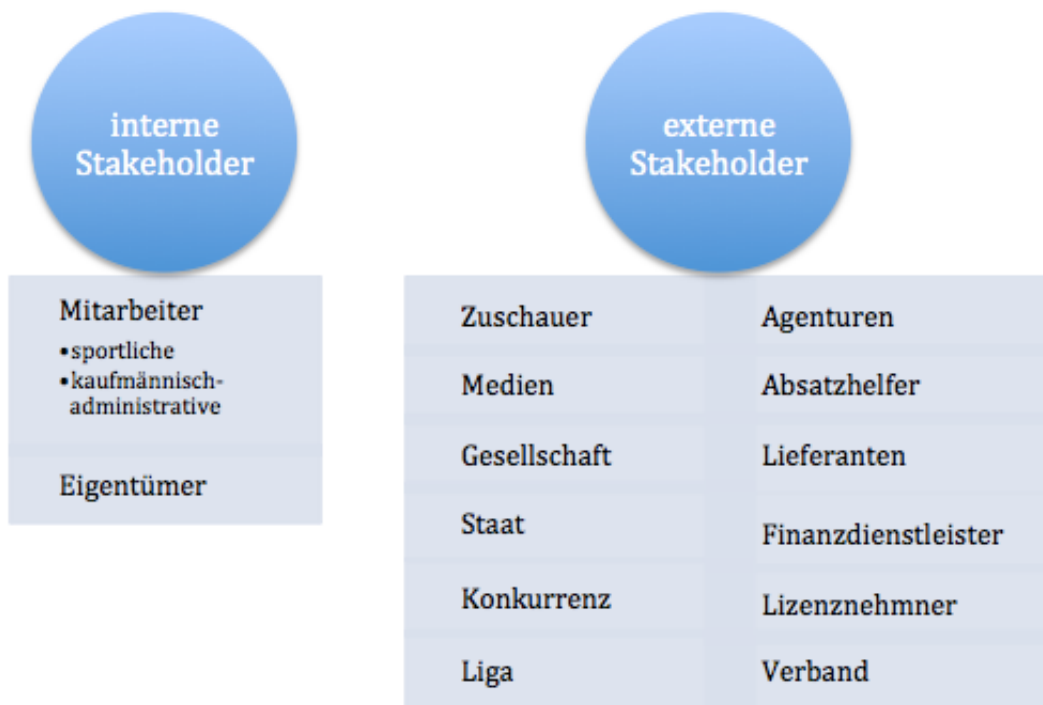 interne
Stakeholder
Mitarbeiter
•sportliche
•kaufmännisch-
administrative
Eigentümer
externe
Stakeholder
Zuschauer
Medien
Gesellschaft
Staat
Konkurrenz
Liga
Agenturen
Absatzhelfer
Lieferanten
Finanzdienstleister
Lizenznehmner
Verband